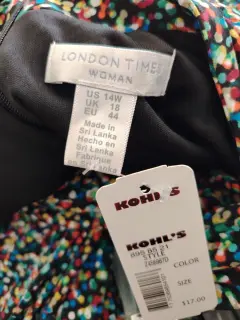 LONDON TIMES
WOMAN
US 14W
UK 18
EU 44
Made in
Sri Lanka
Hecho en
Sri Lanka
Fabrique
KOHL'S
KOHL'S
STYLE
COLOR
SIZE
$17.00